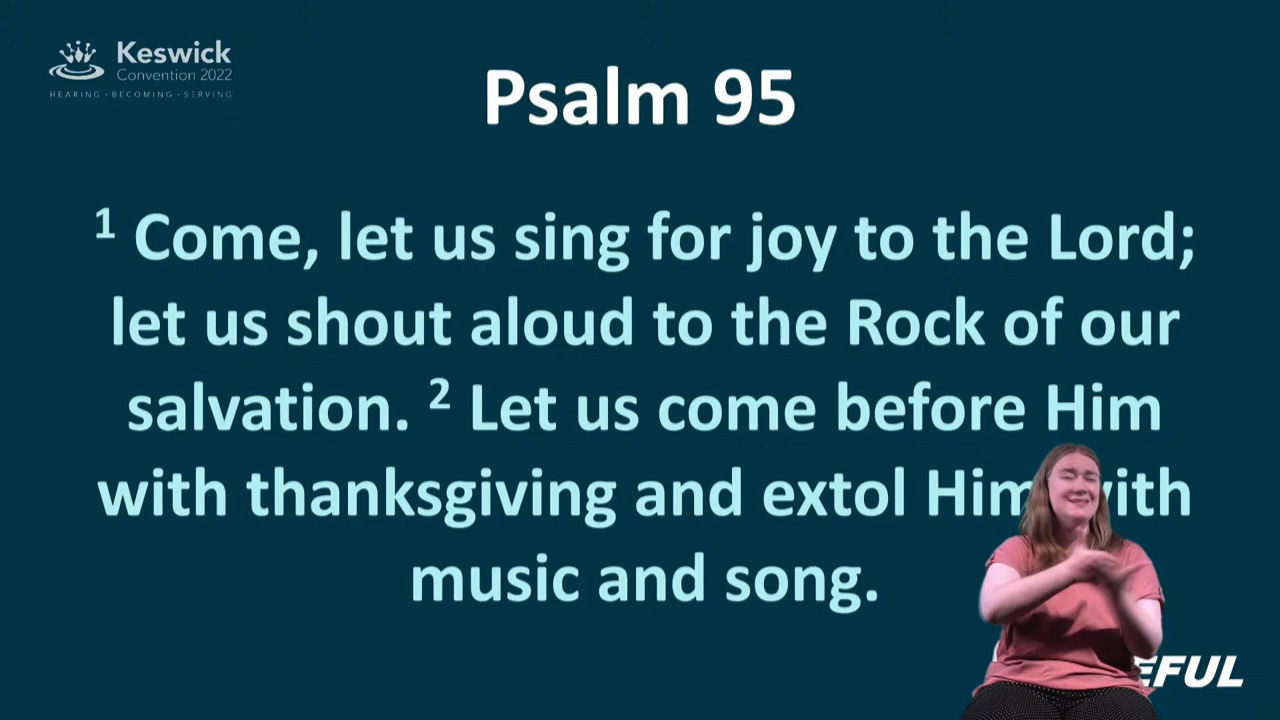 Keswick
Convention 2022
HEARING · BECOMING · SERVING
Psalm 95
1 Come, let us sing for joy to the Lord;
let us shout aloud to the Rock of our
salvation. 2 Let us come before Him
with thanksgiving and extol Him with
music and song.